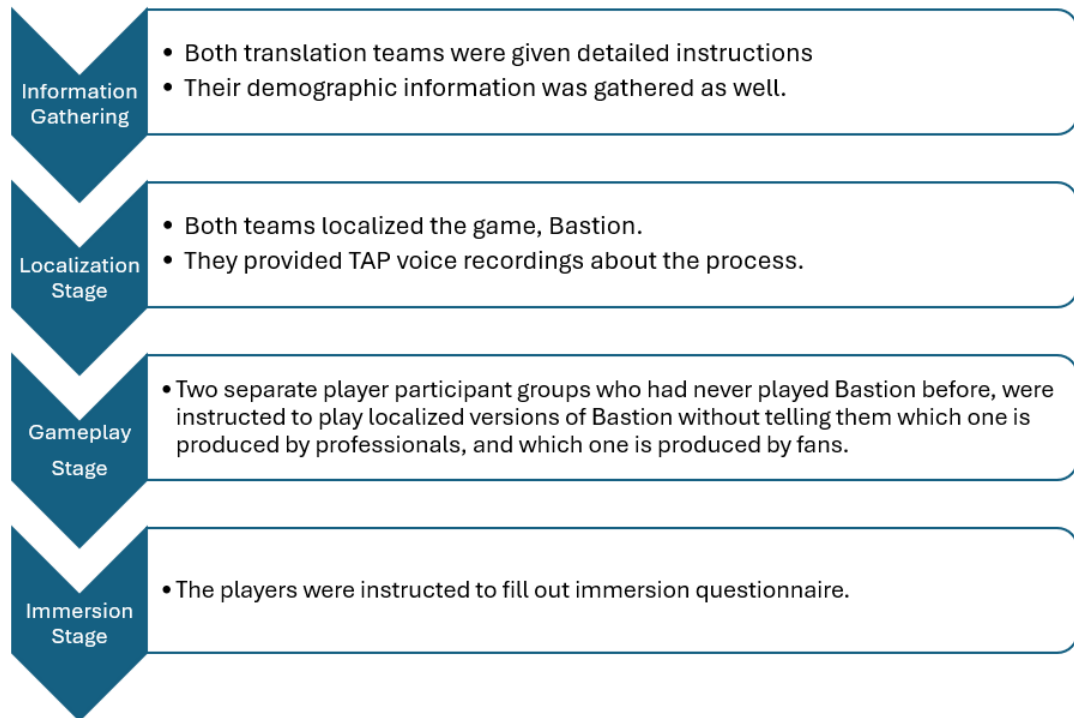 Information
Gathering
• Both translation teams were given detailed instructions
• Their demographic information was gathered as well.
Localization
Stage
• Both teams localized the game, Bastion.
• They provided TAP voice recordings about the process.
Gameplay
Stage
• Two separate player participant groups who had never played Bastion before, were
instructed to play localized versions of Bastion without telling them which one is
produced by professionals, and which one is produced by fans.
Immersion
Stage
• The players were instructed to fill out immersion questionnaire.